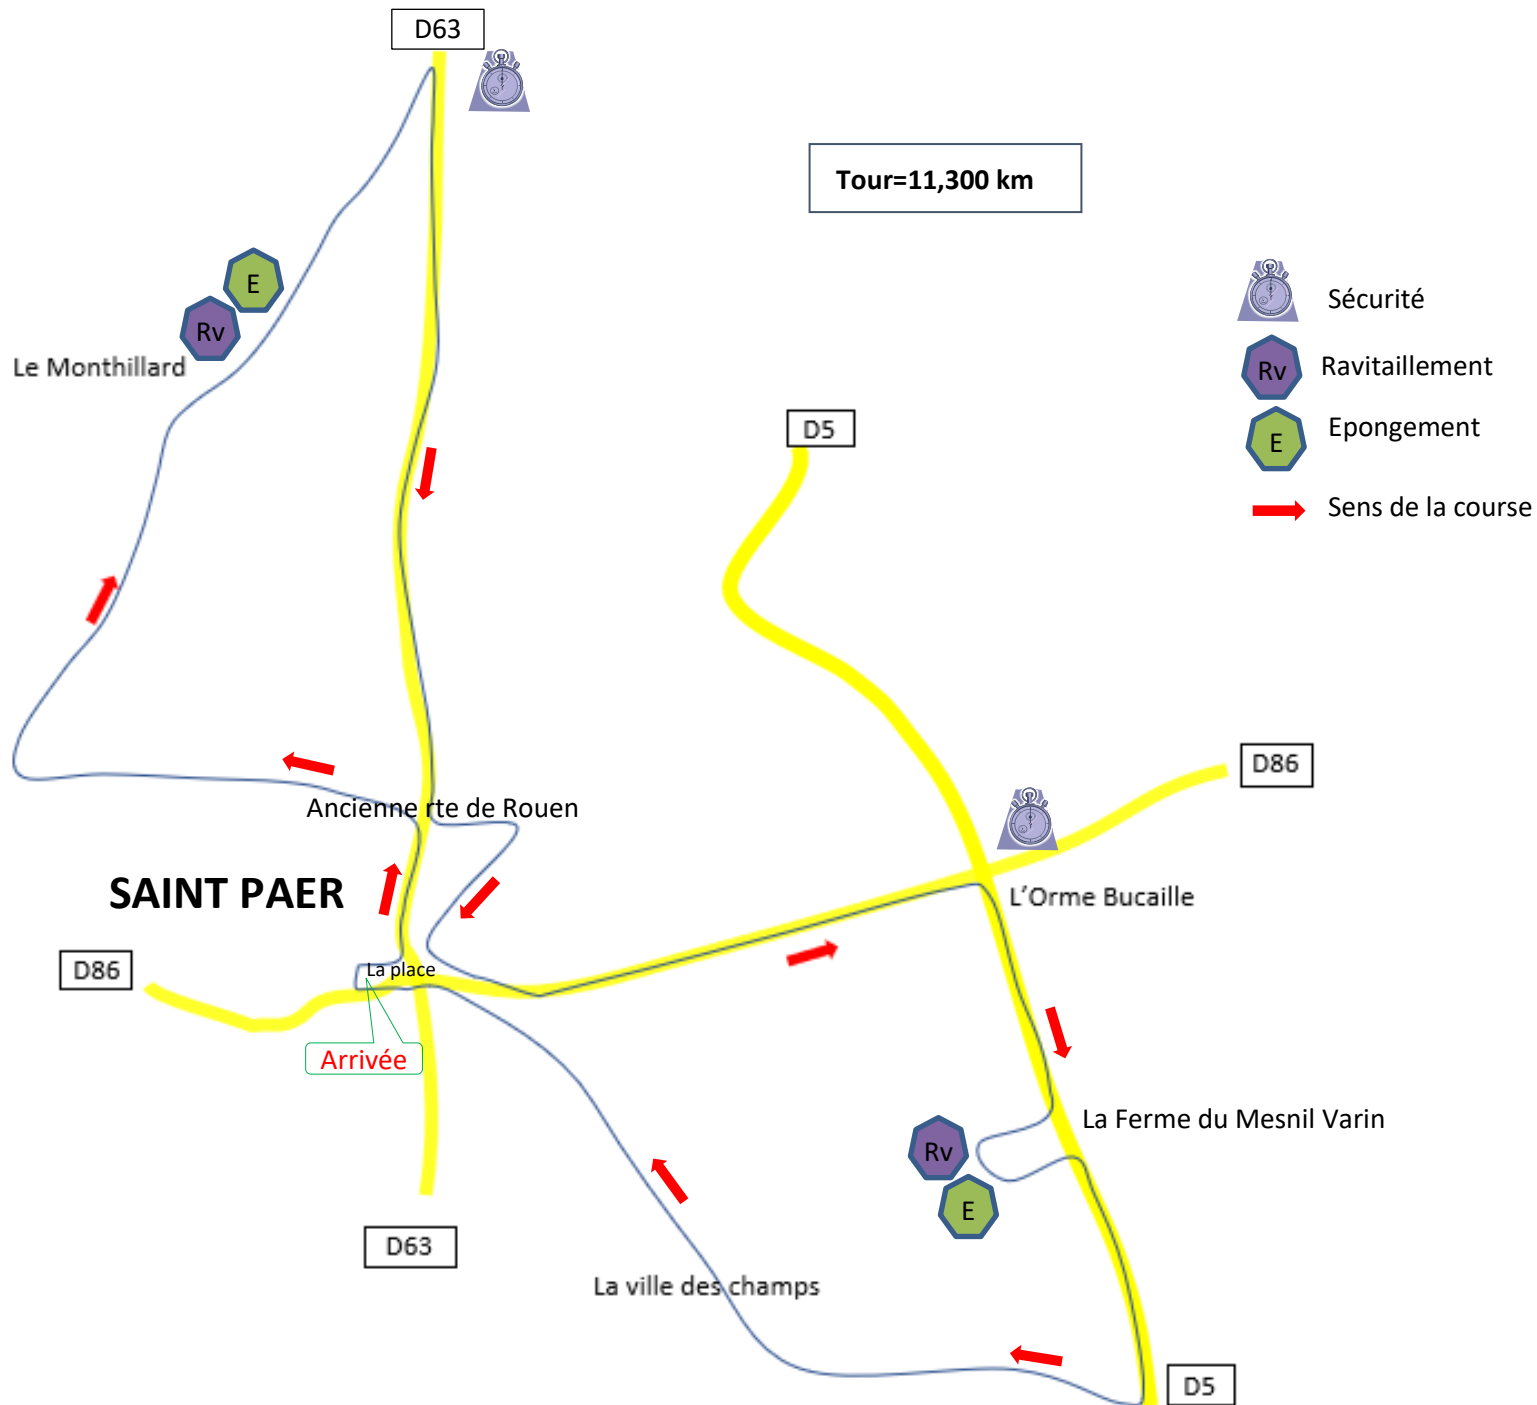 D63
Tour=11,300 km
E
Rv
Le Monthillard
Sécurité
Rv
Ravitaillement
E
Epongement
Sens de la course
D5
D86
Ancienne rte de Rouen
SAINT PAER
L'Orme Bucaille
D86
La place
Arrivée
La Ferme du Mesnil Varin
Rv
E
D63
La ville des champs
D5